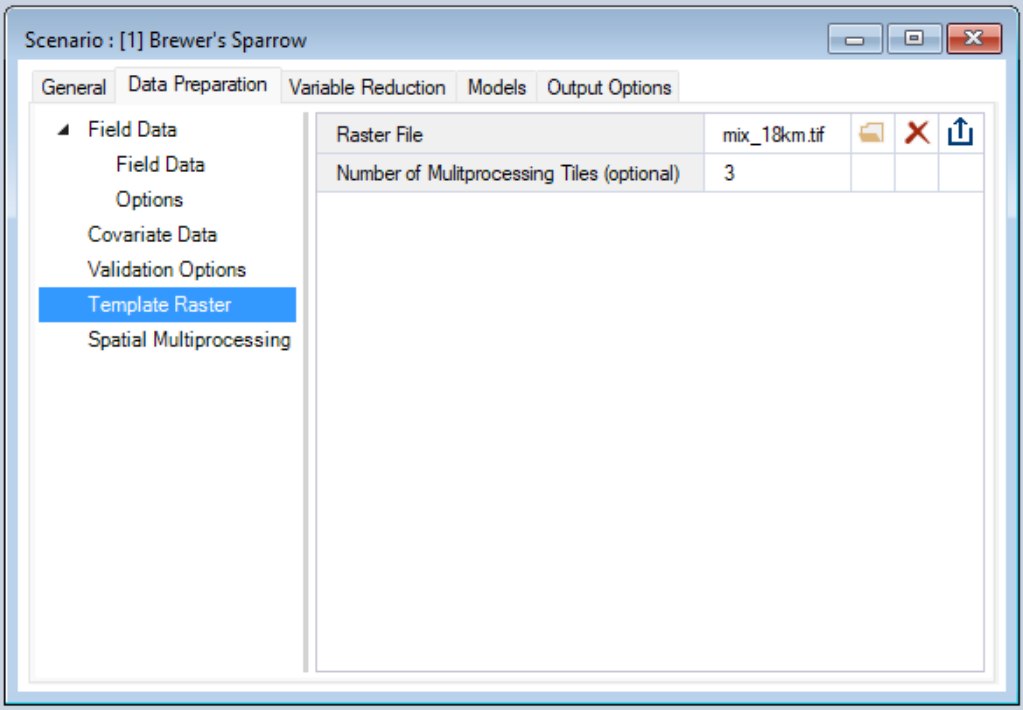 Scenario : [1] Brewer's Sparrow
General Data Preparation Variable Reduction Models Output Options
Field Data
Field Data
Options
Covariate Data
Validation Options
Template Raster
Spatial Multiprocessing
Raster File mix_18km.tif
Number of Mulitprocessing Tiles (optional) 3